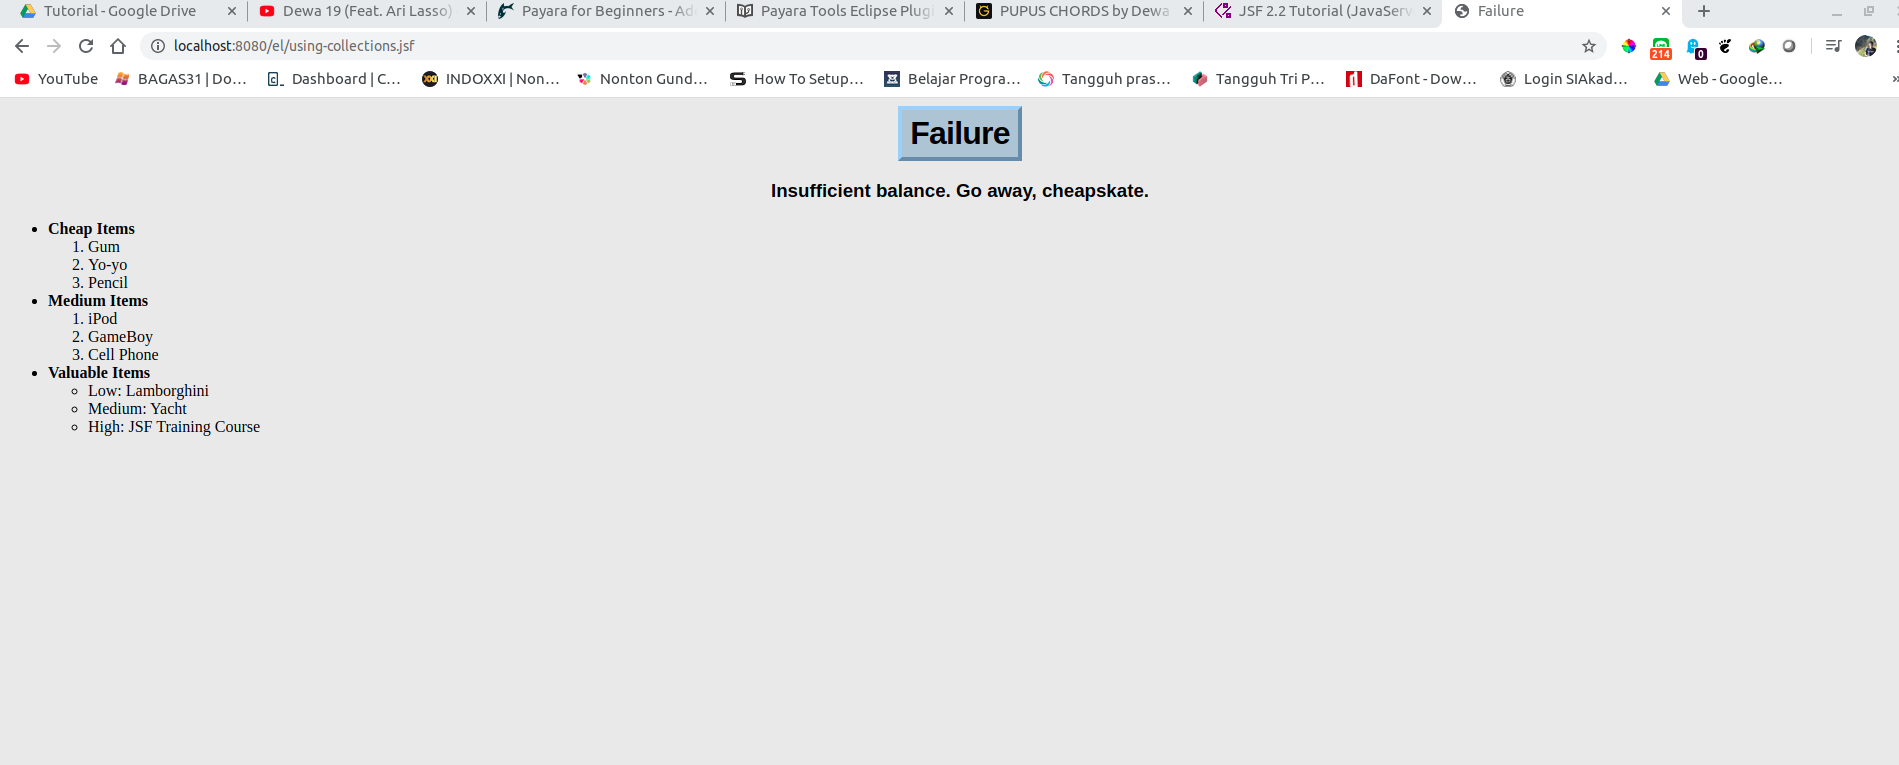 Tutorial - Google Drive
Dewa 19 (Feat. Ari Lasso)
Payara for Beginners - Ad
Payara Tools Eclipse Plugi
PUPUS CHORDS by Dewa
JSF 2.2 Tutorial (JavaServ
Failure
localhost:8080/el/using-collections.jsf
214
0
YouTube
BAGAS31 | Do...
Dashboard | C...
INDOXXI | Non...
Nonton Gund...
How To Setup...
Belajar Progra...
Tangguh pras...
Tangguh Tri P...
DaFont - Dow...
Login SIAkad...
Web - Google...
»
Failure
Insufficient balance. Go away, cheapskate.
• Cheap Items
1. Gum
2. Yo-yo
3. Pencil
• Medium Items
1. iPod
2. GameBoy
3. Cell Phone
• Valuable Items
◦ Low: Lamborghini
◦ Medium: Yacht
◦ High: JSF Training Course